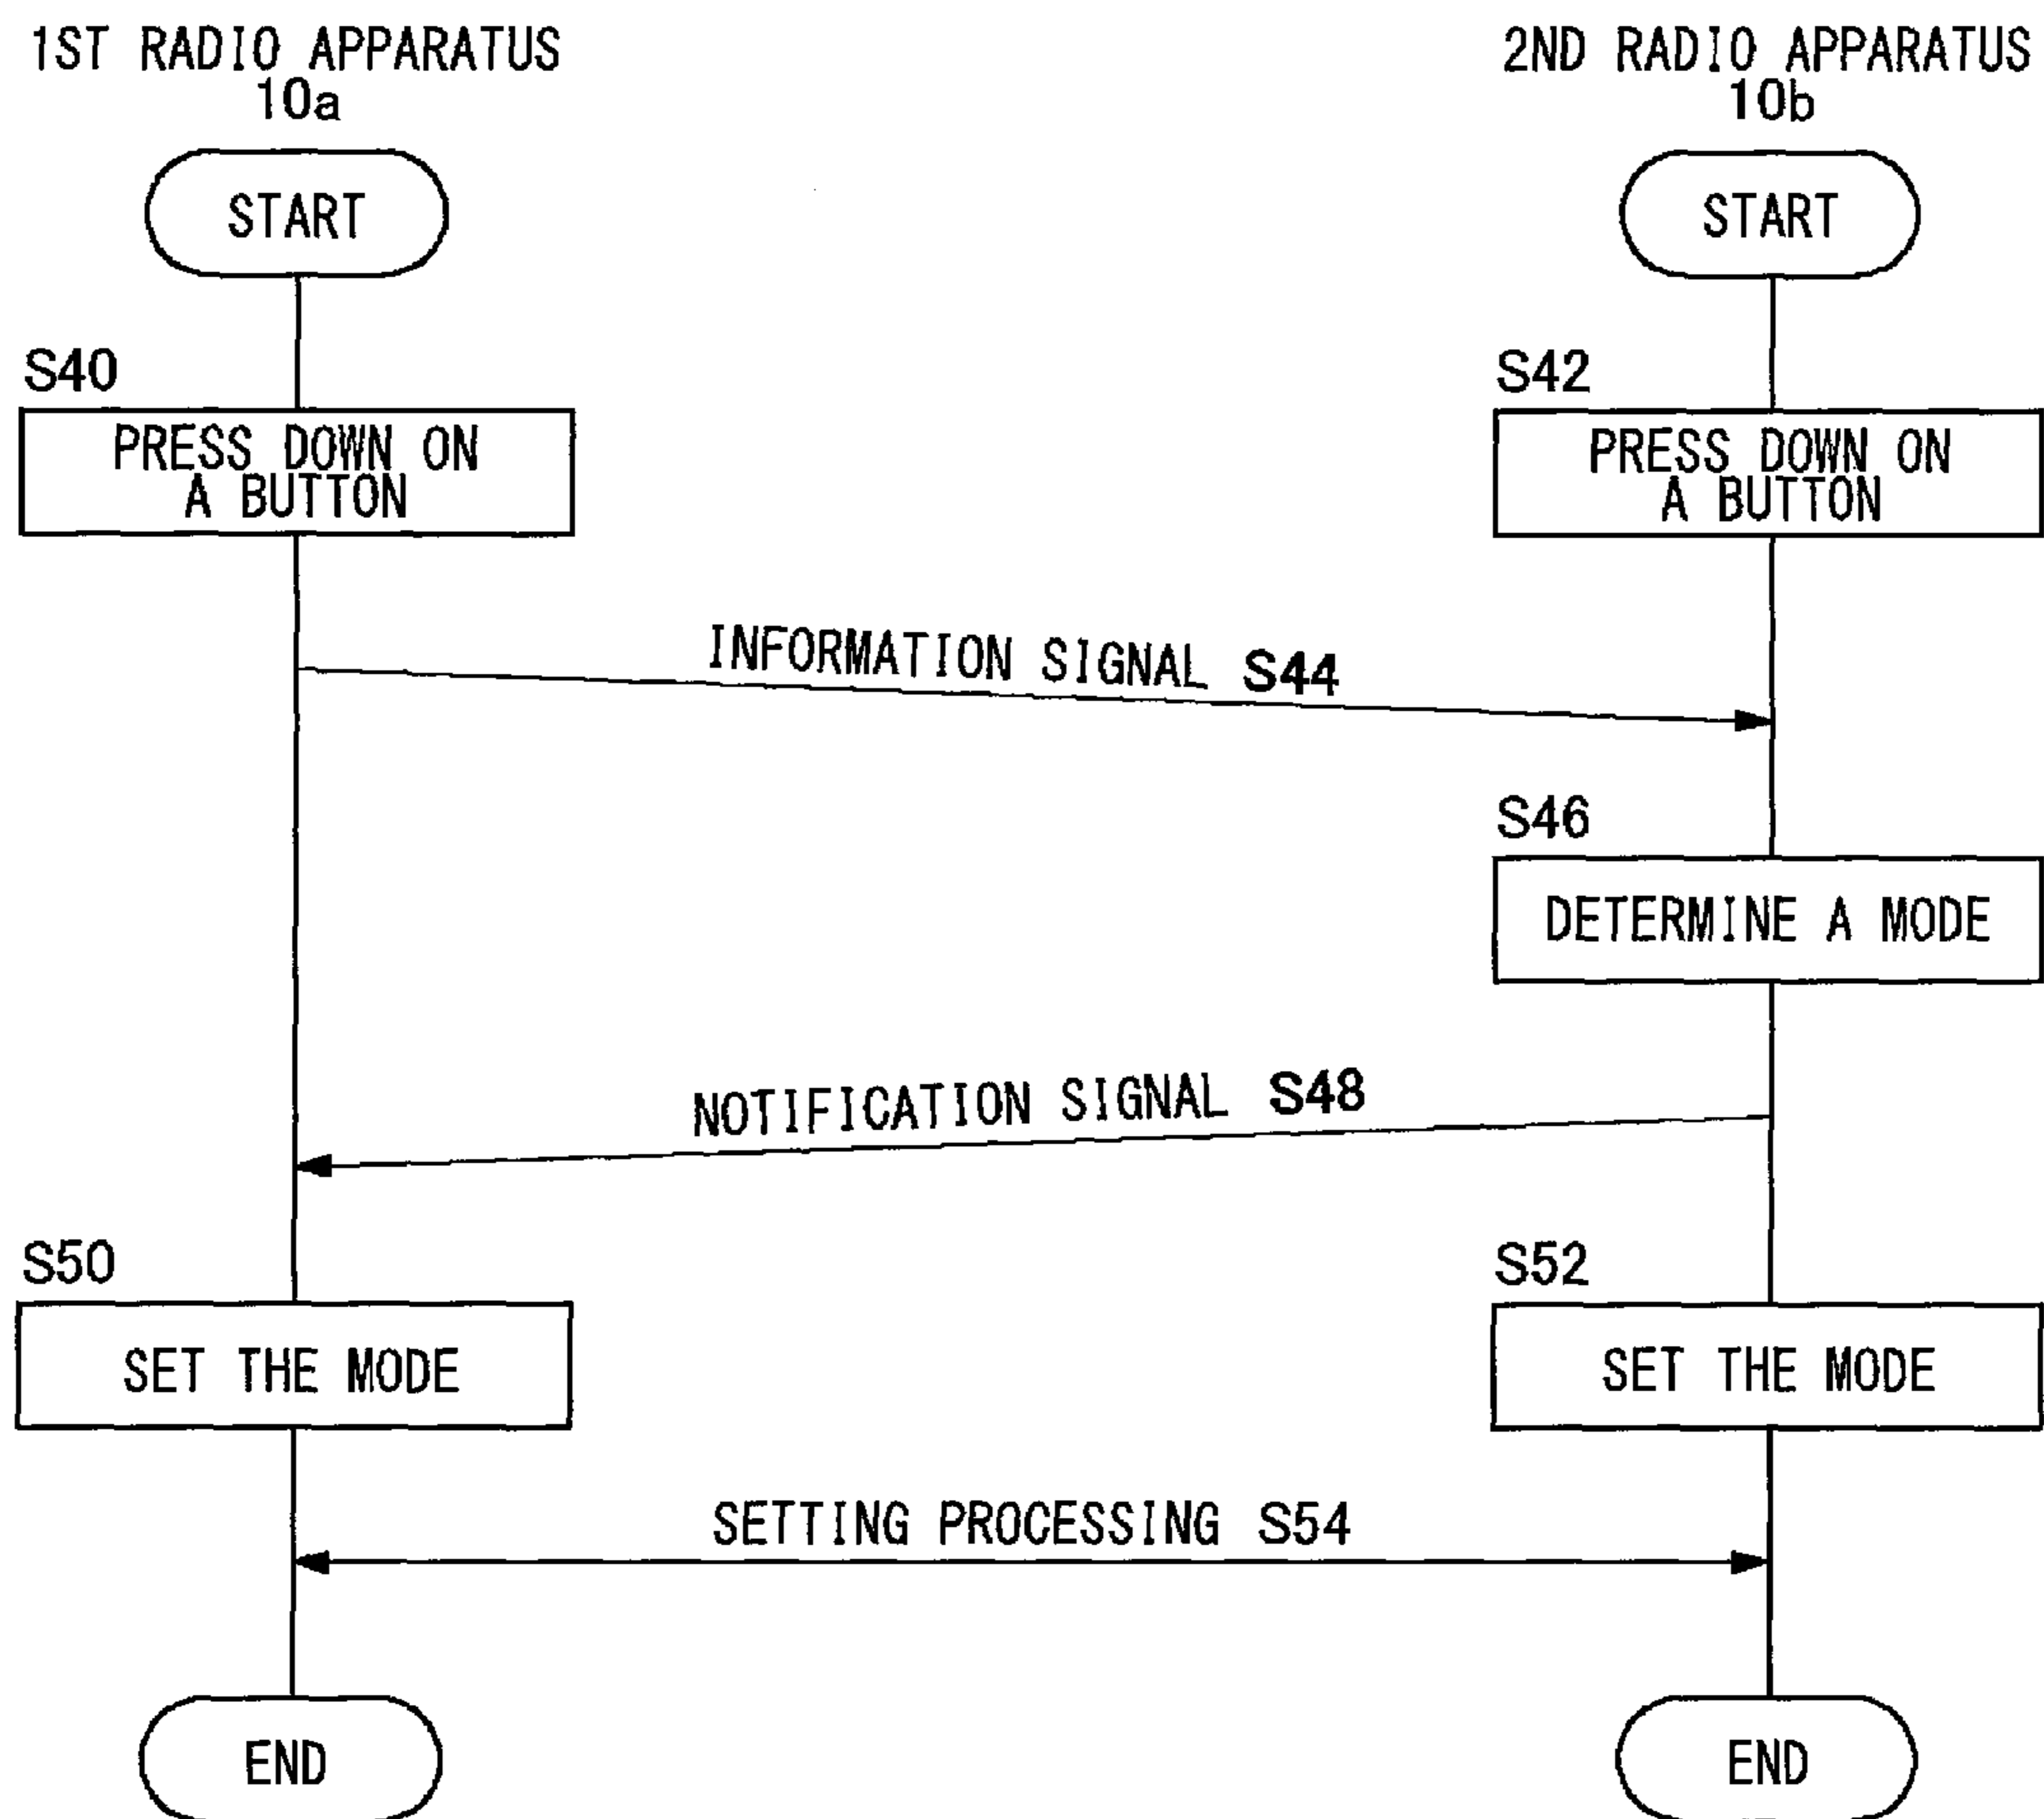 1ST RADIO APPARATUS
10a
2ND RADIO APPARATUS
10b
START
START
S40
PRESS DOWN ON
A BUTTON
S42
PRESS DOWN ON
A BUTTON
INFORMATION SIGNAL S44
S46
DETERMINE A MODE
NOTIFICATION SIGNAL S48
S50
SET THE MODE
S52
SET THE MODE
SETTING PROCESSING S54
END
END